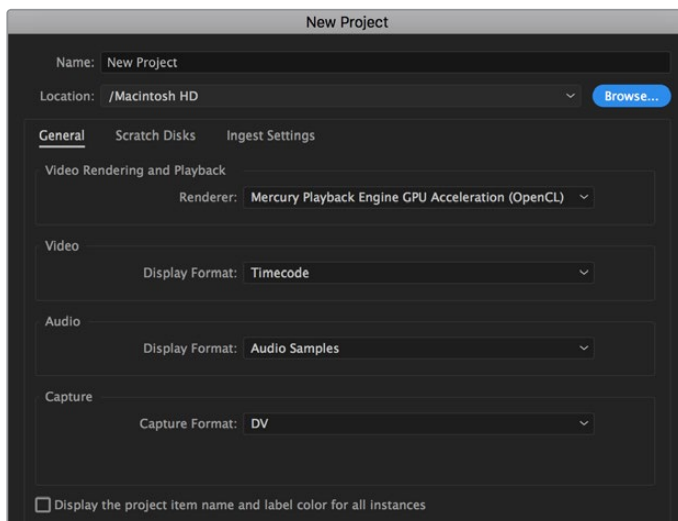 New Project
Name: New Project
Location: /Macintosh HD Browse...
General Scratch Disks Ingest Settings
Video Rendering and Playback
Renderer: Mercury Playback Engine GPU Acceleration (OpenCL)
Video
Display Format: Timecode
Audio
Display Format: Audio Samples
Capture
Capture Format: DV
Display the project item name and label color for all instances